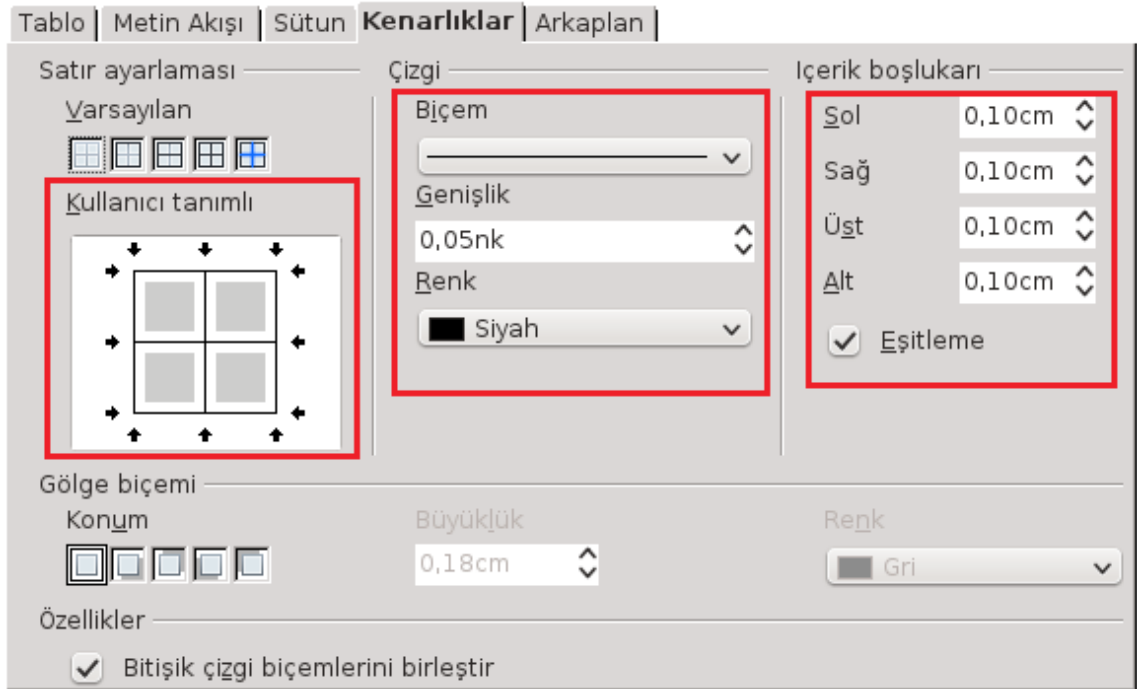 Tablo Metin Akışı Sütun Kenarlıklar Arkaplan
Satır ayarlaması
Varsayılan
Kullanıcı tanımlı
Çizgi
Biçem
Genişlik
0,05nk
Renk
Siyah
Içerik boşlukarı
Sol 0,10cm
Sağ 0,10cm
Üst 0,10cm
Alt 0,10cm
Eşitleme
Gölge biçemi
Konum
Büyüklük
0,18cm
Renk
Gri
Özellikler
Bitişik çizgi biçemlerini birleştir